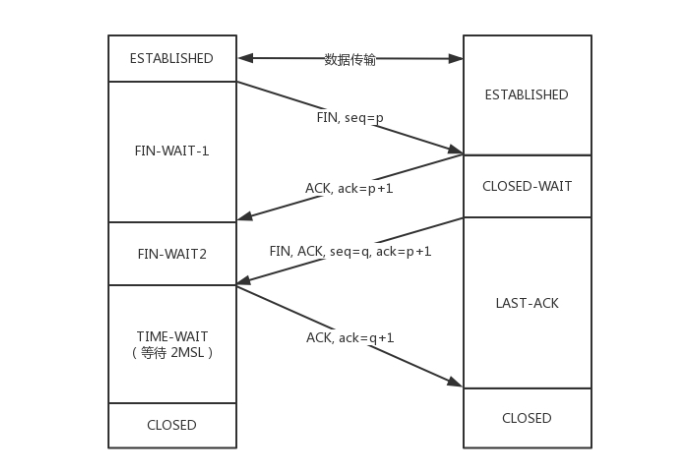 ESTABLISHED
数据传输
ESTABLISHED
FIN, seq=p
FIN-WAIT-1
ACK, ack=p+1
CLOSED-WAIT
FIN-WAIT2
FIN, ACK, seq=q, ack=p+1
LAST-ACK
TIME-WAIT
（等待 2MSL）
ACK, ack=q+1
CLOSED
CLOSED